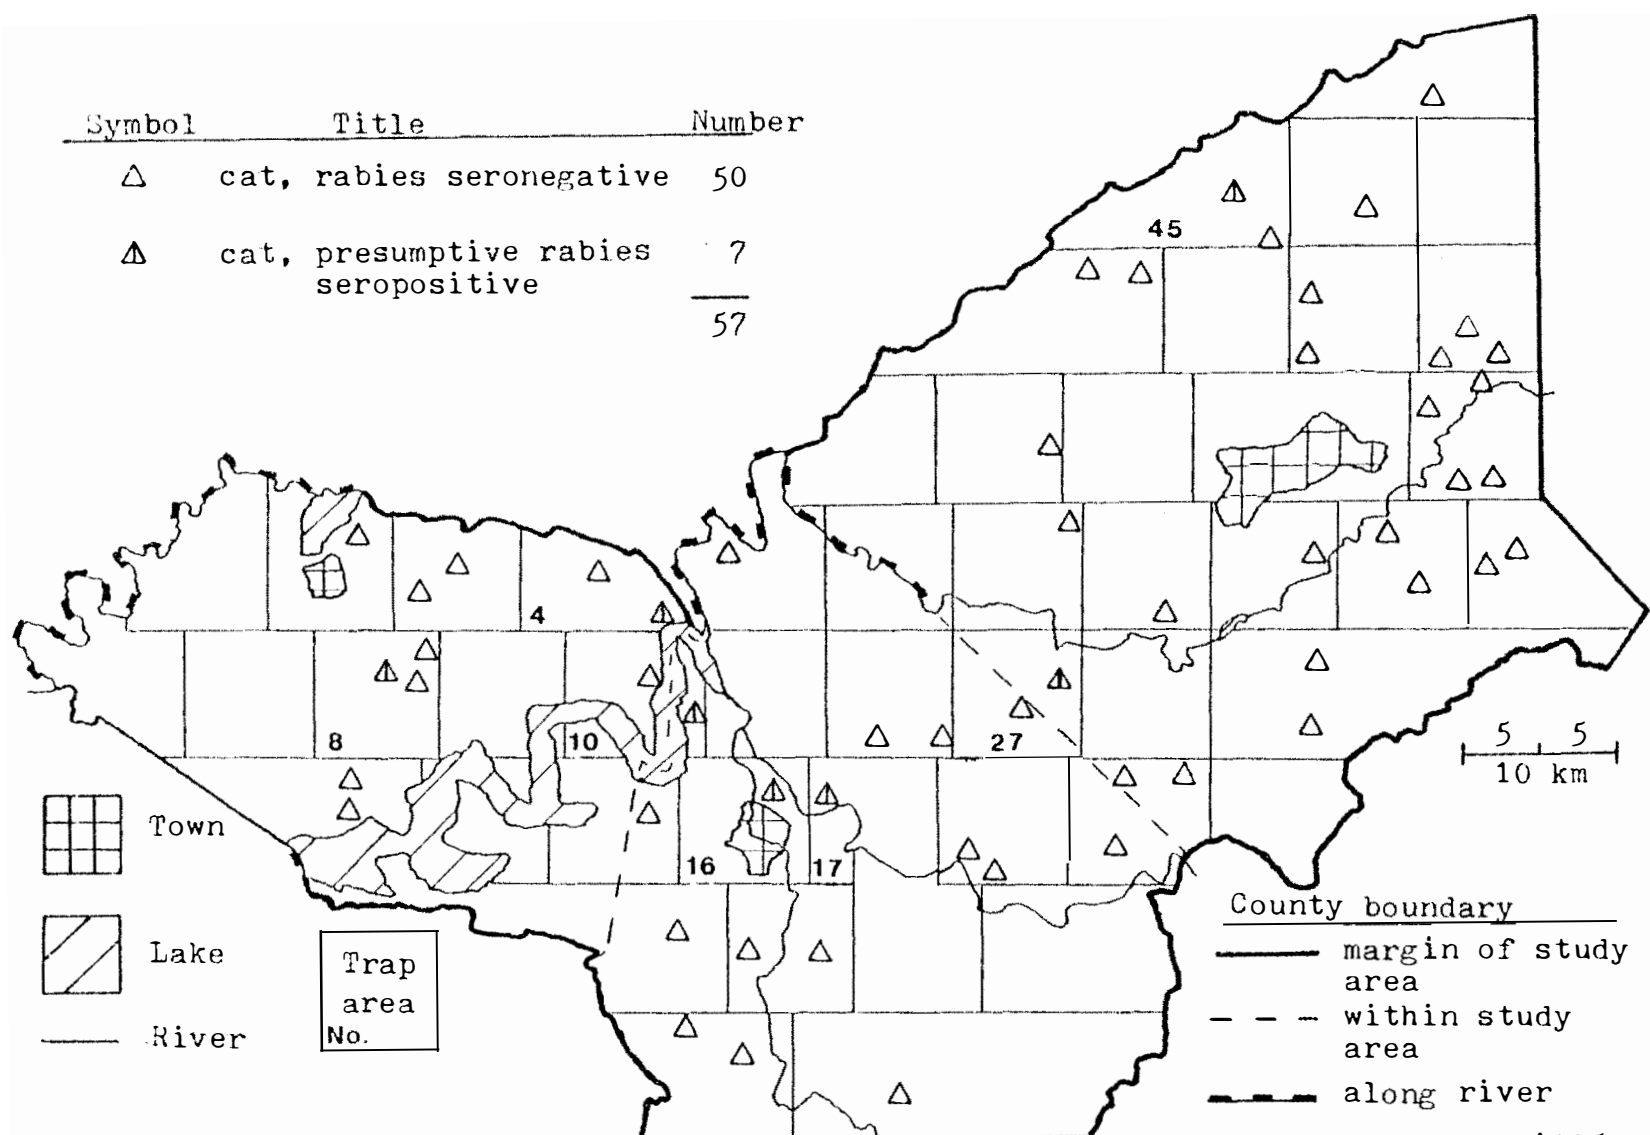 Symbol Title Number
cat, rabies seronegative 50
cat, presumptive rabies 7
seropositive
57
45
4
8
10
27
16
17
5 5
10 km
Town
Lake
River
Trap
area
No.
County boundary
margin of study
area
within study
area
along river